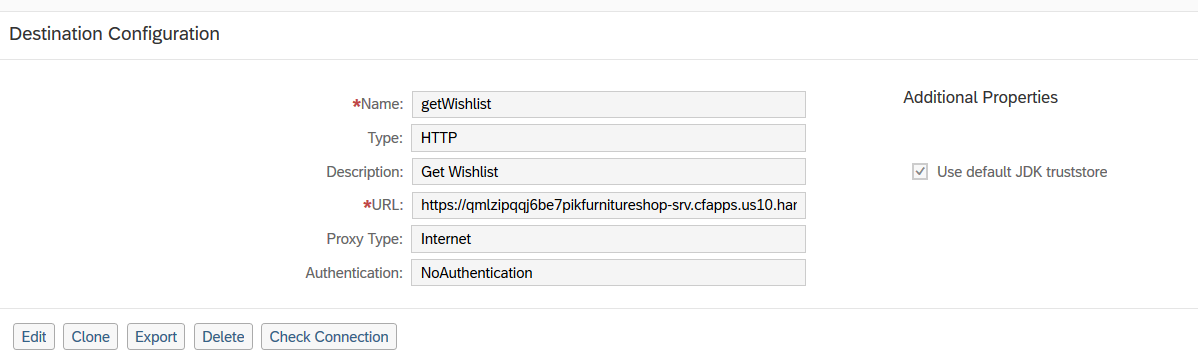 Destination Configuration
*Name: getWishlist
Additional Properties
Type: HTTP
Description: Get Wishlist
Use default JDK truststore
*URL: https://qmlzipqqj6be7pikfurnitureshop-srv.cfapps.us10.har
Proxy Type: Internet
Authentication: NoAuthentication
Edit Clone Export Delete Check Connection